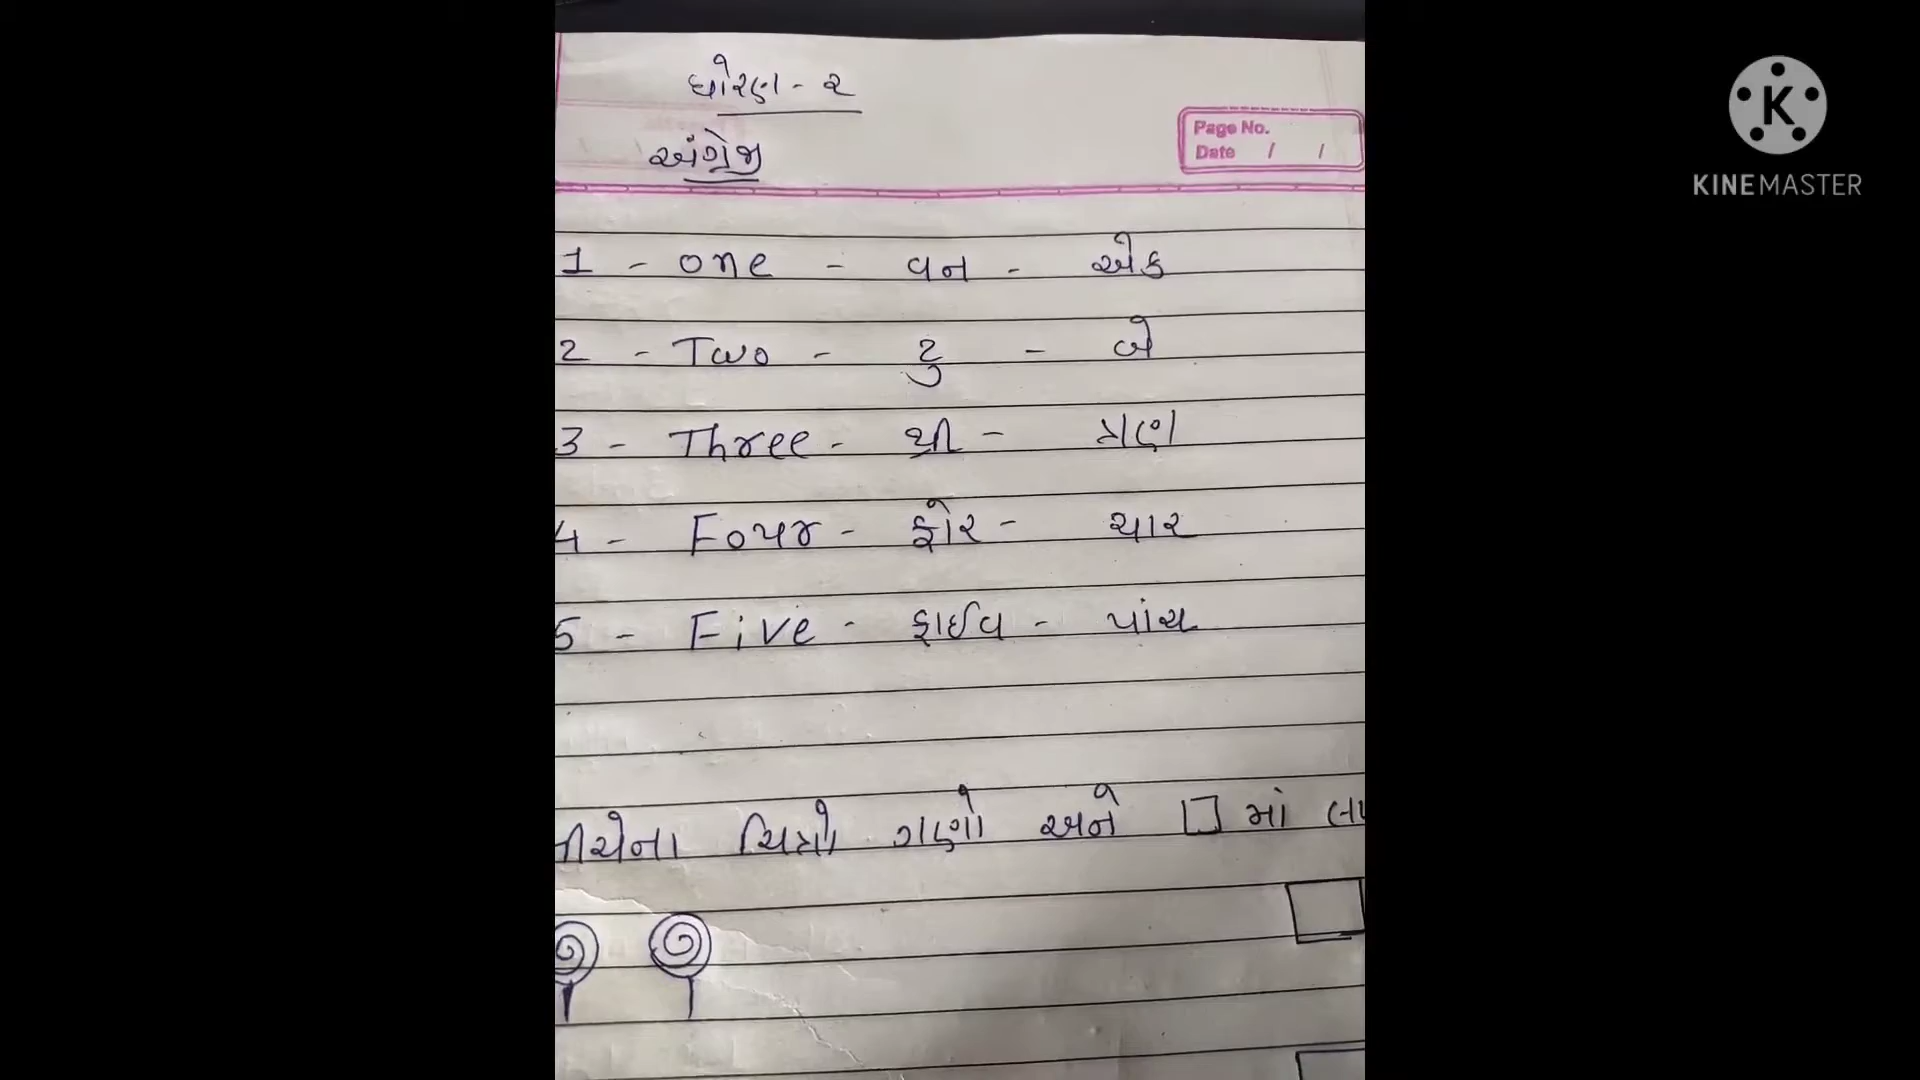 ધોરણ - ૨
અંગ્રેજી
Page No.
Date / /
1 - one - વન - એક
2 - Two - ટુ - બે
3 - Three - થ્રી - ત્રણ
4 - Four - ફોર - ચાર
5 - Five - ફાઈવ - પાંચ
નીચેના ચિત્રો ગણો અને □ માં
K
KINEMASTER